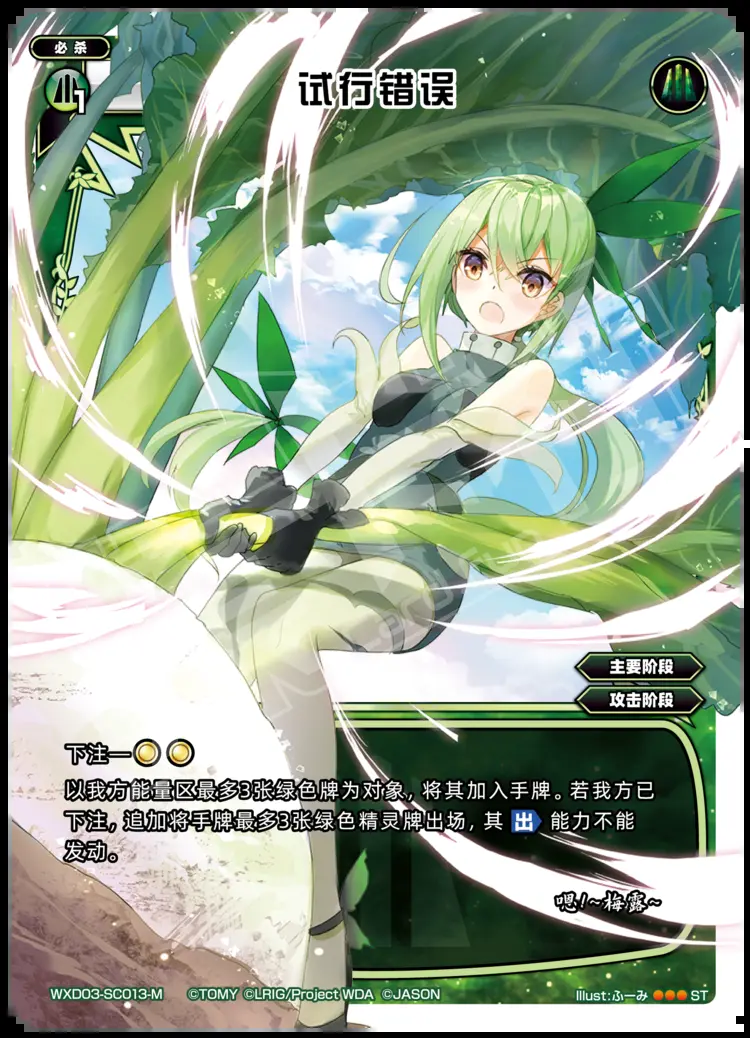 必杀
1
试行错误
主要阶段
攻击阶段
下注—
以我方能量区最多3张绿色牌为对象，将其加入手牌。若我方已
下注，追加将手牌最多3张绿色精灵牌出场，其 出 能力不能
发动。
嗯!~梅露~
WXD03-SC013-M ©TOMY ©LRIG/Project WDA ©JASON
Illust:ふーみ ST